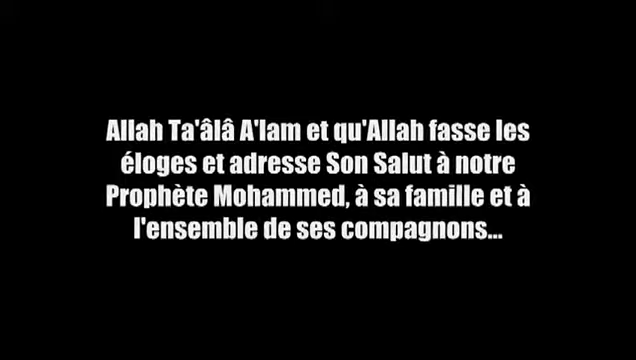 Allah Ta'âlâ A'lam et qu'Allah fasse les
éloges et adresse Son Salut à notre
Prophète Mohammed, à sa famille et à
l'ensemble de ses compagnons...